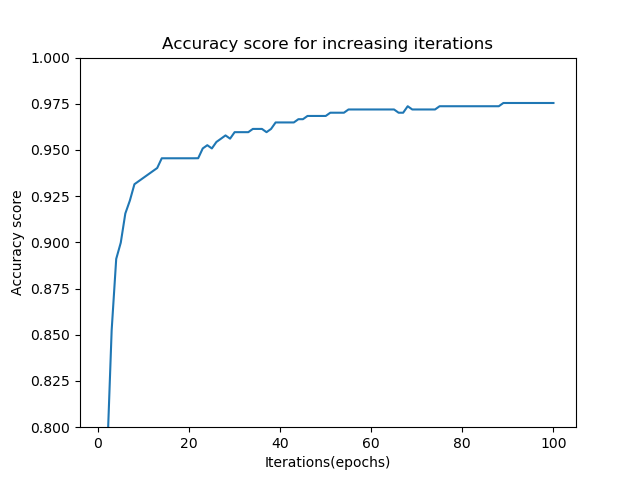 Accuracy score for increasing iterations
1.000
0.975
0.950
0.925
0.900
0.875
0.850
0.825
0.800
Accuracy score
0 20 40 60 80 100
Iterations(epochs)